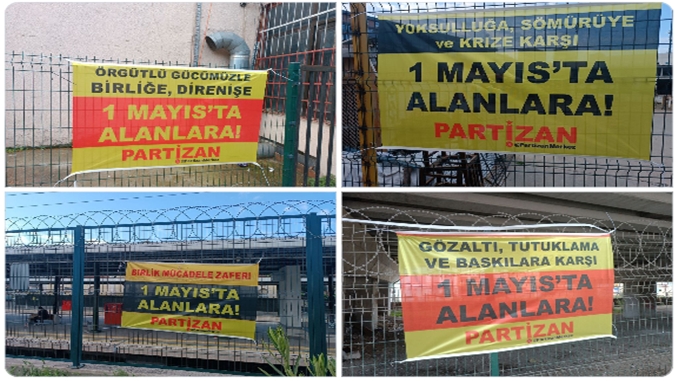 ÖRGÜTLÜ GÜCÜMÜZLE
BİRLİĞE, DİRENİŞE
1 MAYIS'TA
ALANLARA!
PARTİZAN
YOKSULLUĞA, SÖMÜRÜYE
ve KRİZE KARŞI
1 MAYIS'TA
ALANLARA!
PARTİZAN
PartizanMerkez
BİRLİK MÜCADELE ZAFER!
1 MAYIS'TA
ALANLARA!
PARTİZAN
GÖZALTI, TUTUKLAMA
VE BASKILARA KARŞI
1 MAYIS'TA
ALANLARA!
PARTİZAN